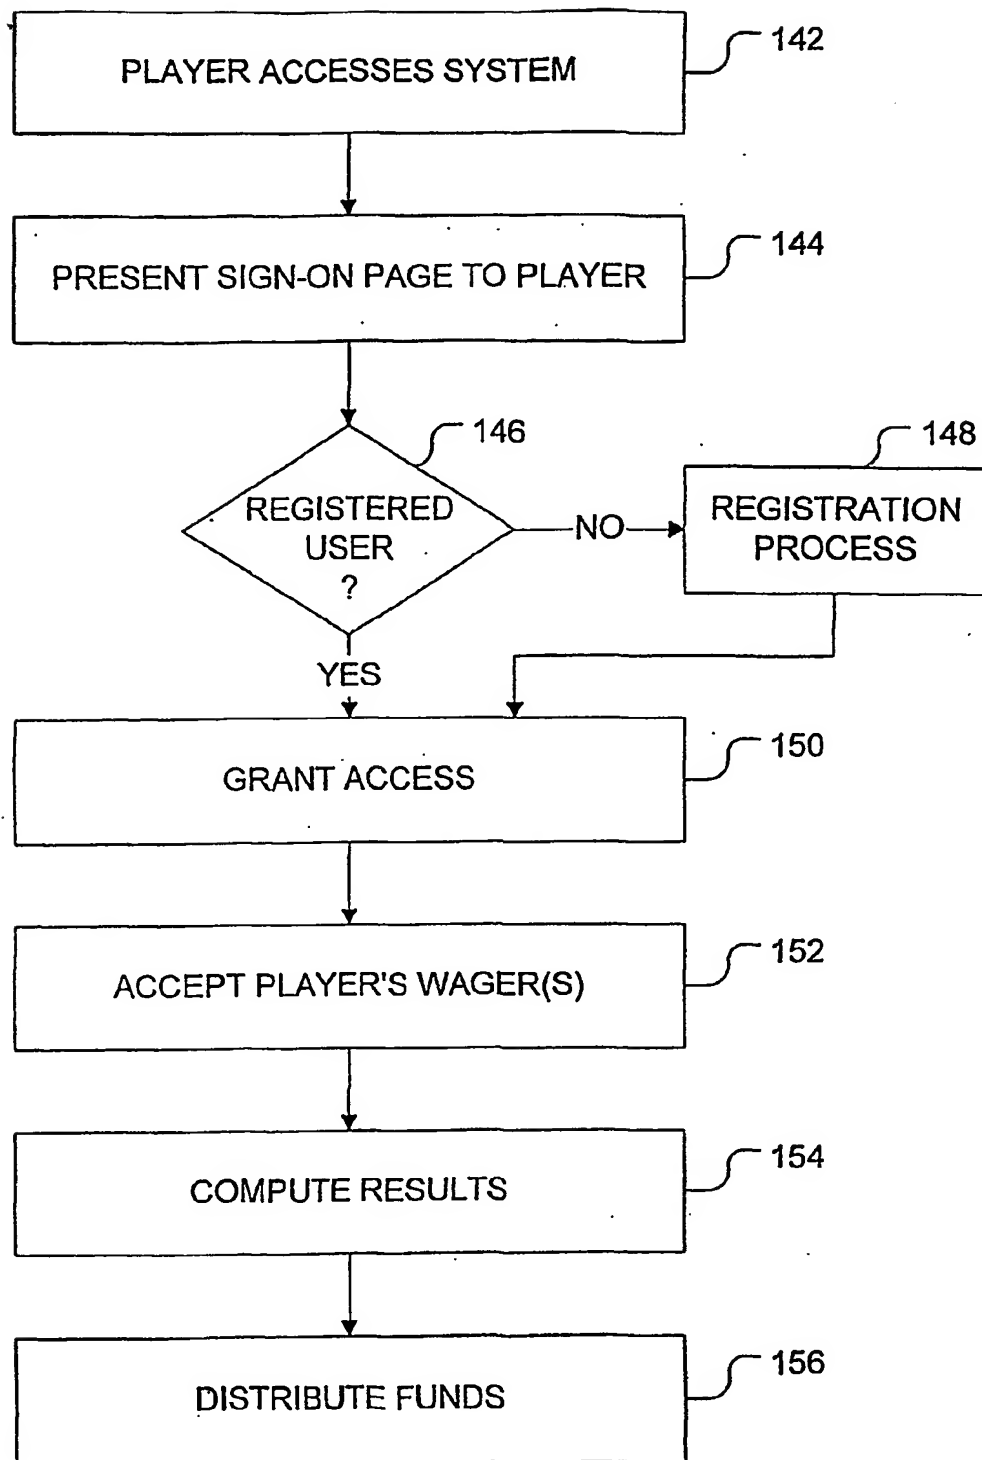 PLAYER ACCESSES SYSTEM
142
PRESENT SIGN-ON PAGE TO PLAYER
144
146
REGISTERED
USER
?
NO
148
REGISTRATION
PROCESS
YES
GRANT ACCESS
150
ACCEPT PLAYER'S WAGER(S)
152
COMPUTE RESULTS
154
DISTRIBUTE FUNDS
156